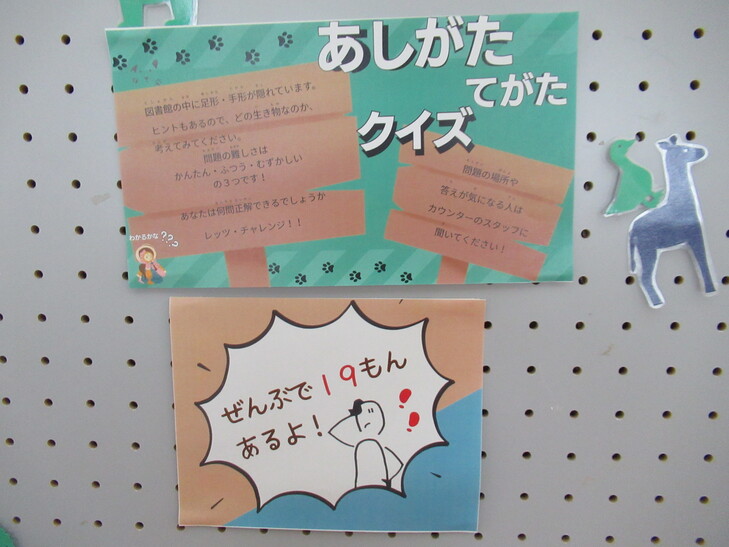 あしがた
てがた
クイズ
図書館の中に足形・手形が隠れています。
ヒントもあるので、どの生き物なのか、
考えてみてください。
問題の難しさは
かんたん・ふつう・むずかしい
の3つです！
あなたは何問正解できるでしょうか
レッツ・チャレンジ！！
わかるかな???
問題の場所や
答えが気になる人は
カウンターのスタッフに
聞いてください！
ぜんぶで19もん
あるよ！